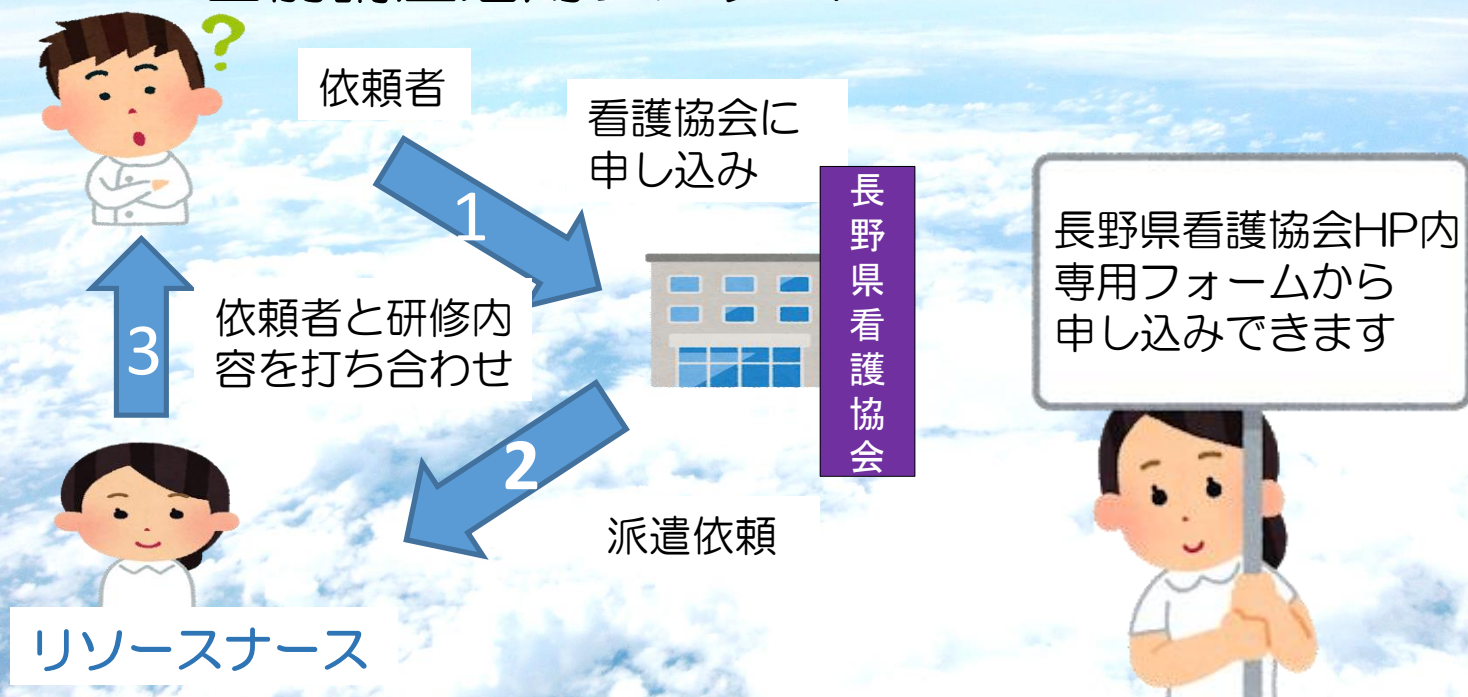 ?
依頼者
看護協会に
申し込み
1
長野県看護協会
長野県看護協会HP内
専用フォームから
申し込みできます
3
依頼者と研修内
容を打ち合わせ
2
派遣依頼
リソースナース